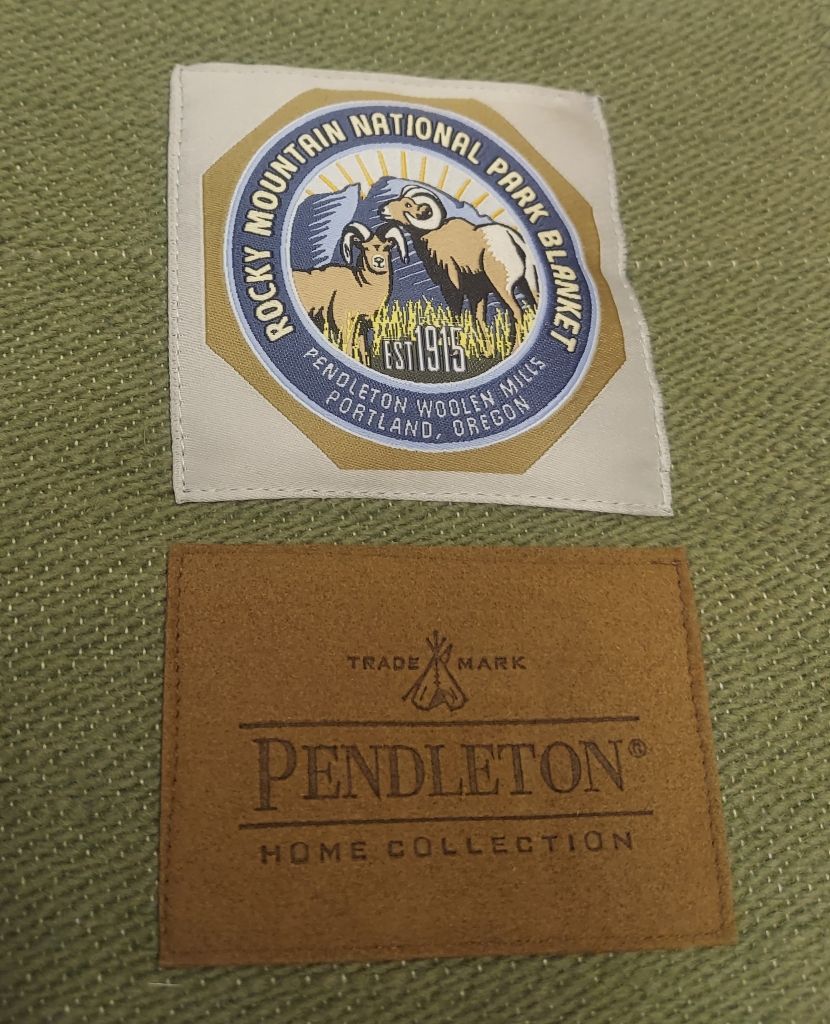 ROCKY MOUNTAIN NATIONAL PARK BLANKET
EST 1915
PENDLETON WOOLEN MILLS
PORTLAND, OREGON
TRADE MARK
PENDLETON®
HOME COLLECTION